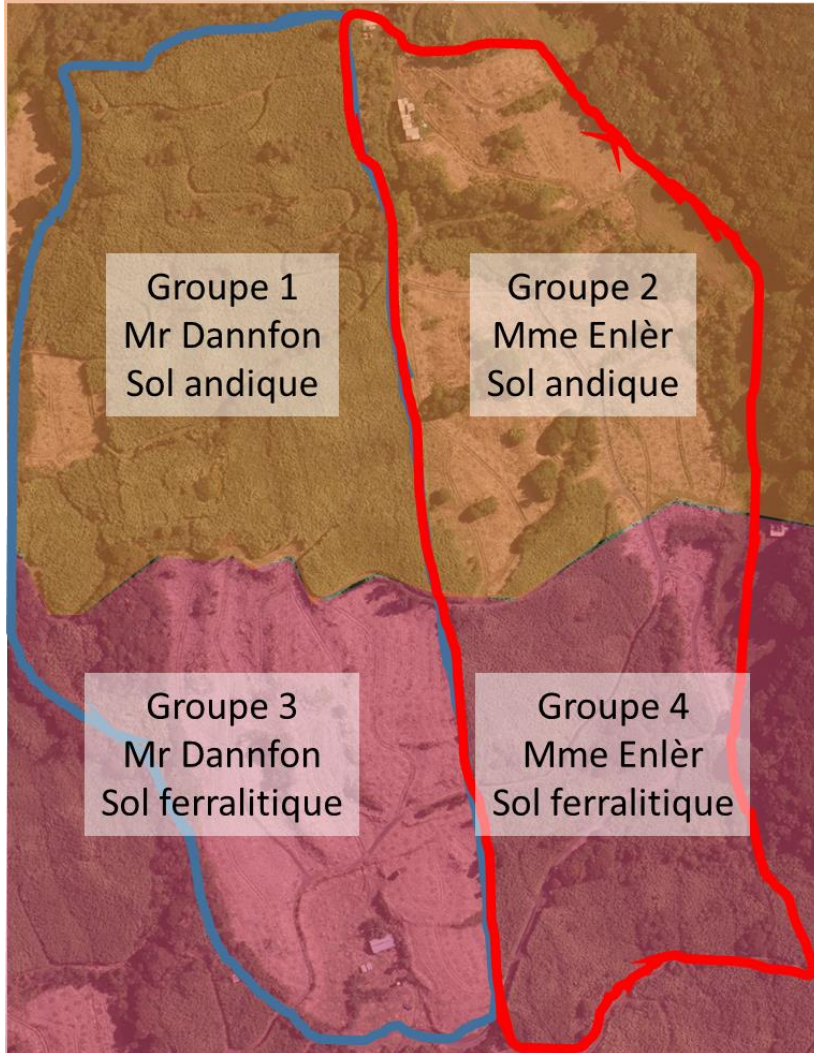 Groupe 1
Mr Dannfon
Sol andique
Groupe 2
Mme Enlèr
Sol andique
Groupe 3
Mr Dannfon
Sol ferralitique
Groupe 4
Mme Enlèr
Sol ferralitique